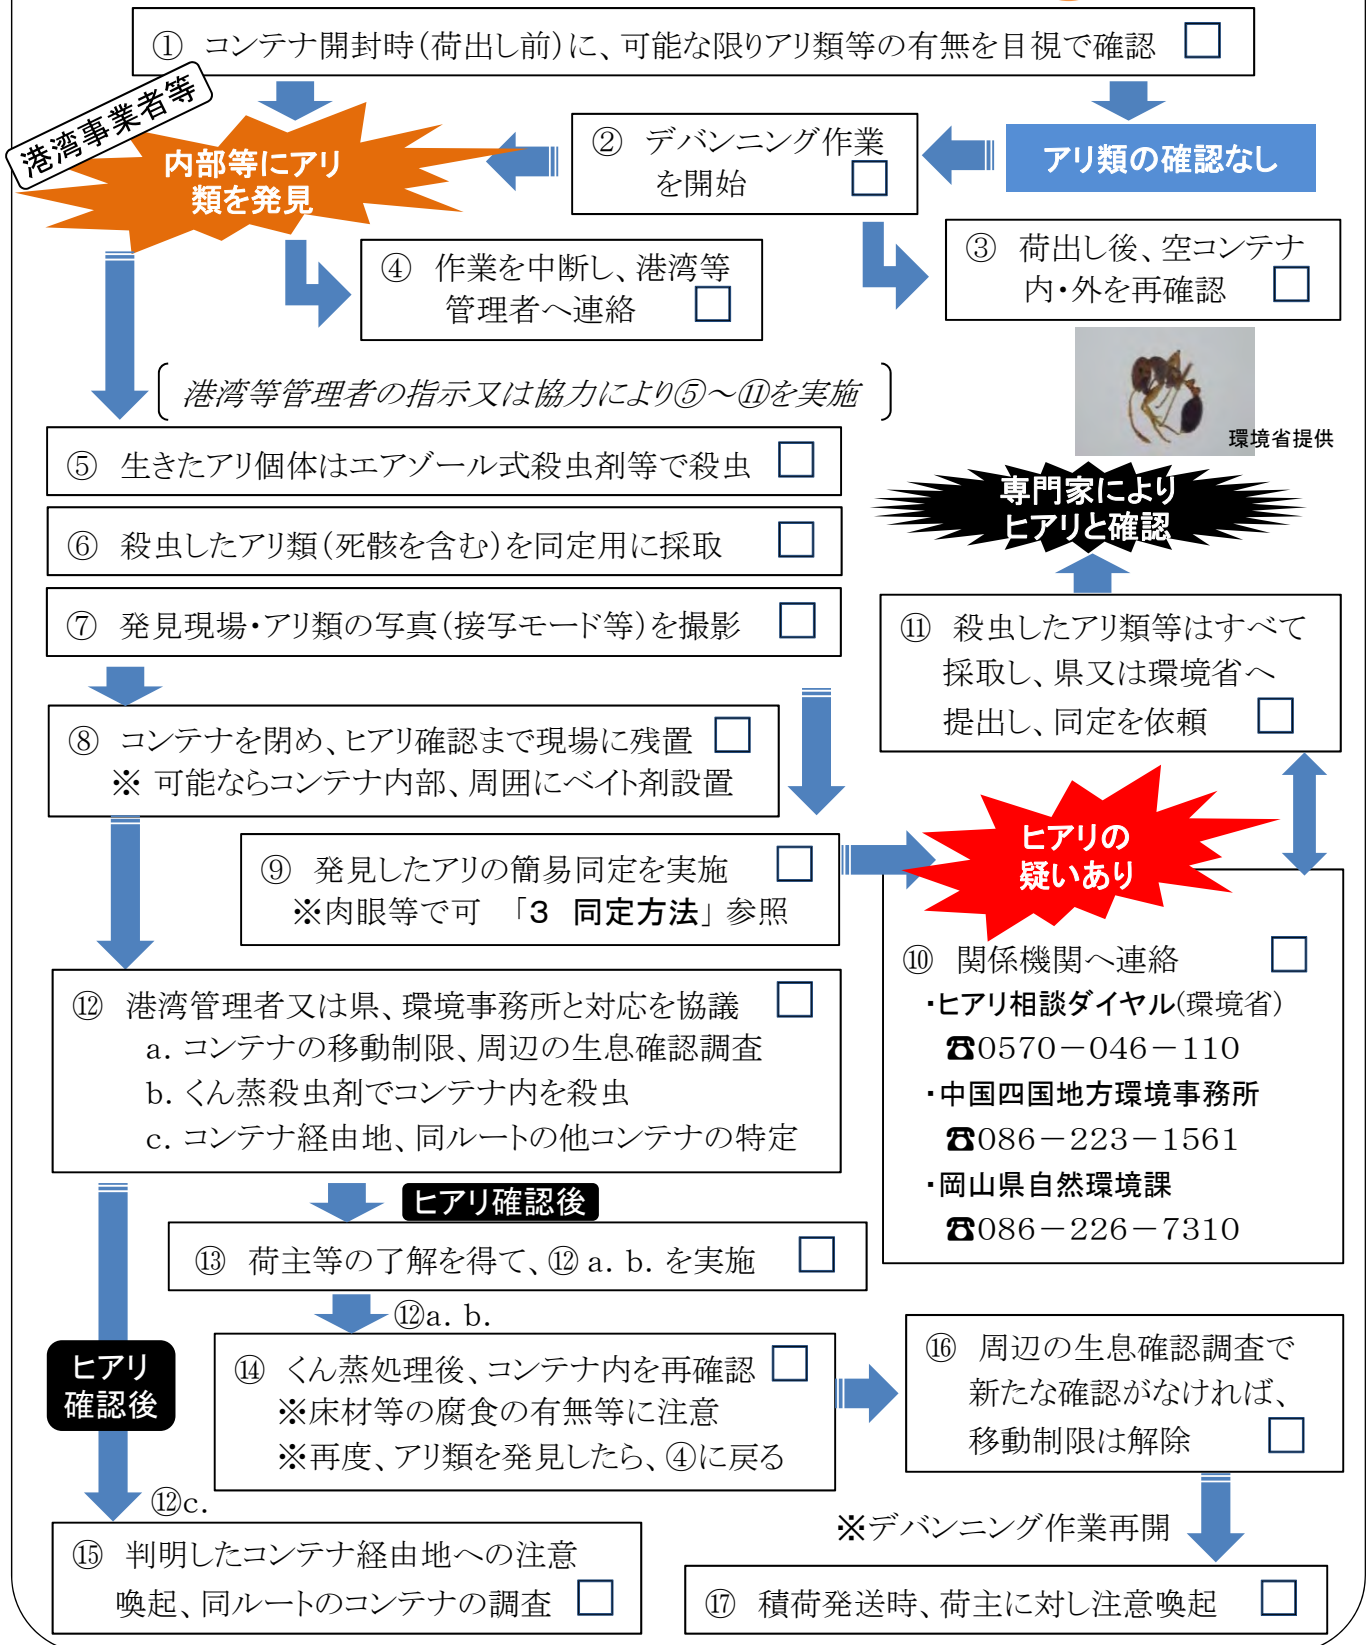 ① コンテナ開封時(荷出し前)に、可能な限りアリ類等の有無を目視で確認 □
港湾事業者等
内部等にアリ
類を発見
② デバンニング作業
を開始 □
アリ類の確認なし
③ 荷出し後、空コンテナ
内・外を再確認 □
④ 作業を中断し、港湾等
管理者へ連絡 □
港湾等管理者の指示又は協力により⑤～⑪を実施
環境省提供
⑤ 生きたアリ個体はエアゾール式殺虫剤等で殺虫 □
⑥ 殺虫したアリ類(死骸を含む)を同定用に採取 □
⑦ 発見現場・アリ類の写真(接写モード等)を撮影 □
専門家により
ヒアリと確認
⑪ 殺虫したアリ類等はすべて
採取し、県又は環境省へ
提出し、同定を依頼 □
⑧ コンテナを閉め、ヒアリ確認まで現場に残置 □
※ 可能ならコンテナ内部、周囲にベイト剤設置
⑨ 発見したアリの簡易同定を実施 □
※肉眼等で可 「3 同定方法」参照
ヒアリの
疑いあり
⑩ 関係機関へ連絡 □
・ヒアリ相談ダイヤル(環境省)
☎0570－046－110
・中国四国地方環境事務所
☎086－223－1561
・岡山県自然環境課
☎086－226－7310
⑫ 港湾管理者又は県、環境事務所と対応を協議 □
a. コンテナの移動制限、周辺の生息確認調査
b. くん蒸殺虫剤でコンテナ内を殺虫
c. コンテナ経由地、同ルートの他コンテナの特定
ヒアリ確認後
⑬ 荷主等の了解を得て、⑫ a. b. を実施 □
⑫a. b.
ヒアリ
確認後
⑭ くん蒸処理後、コンテナ内を再確認 □
※床材等の腐食の有無等に注意
※再度、アリ類を発見したら、④に戻る
⑯ 周辺の生息確認調査で
新たな確認がなければ、
移動制限は解除 □
⑫c.
※デバンニング作業再開
⑮ 判明したコンテナ経由地への注意
喚起、同ルートのコンテナの調査 □
⑰ 積荷発送時、荷主に対し注意喚起 □